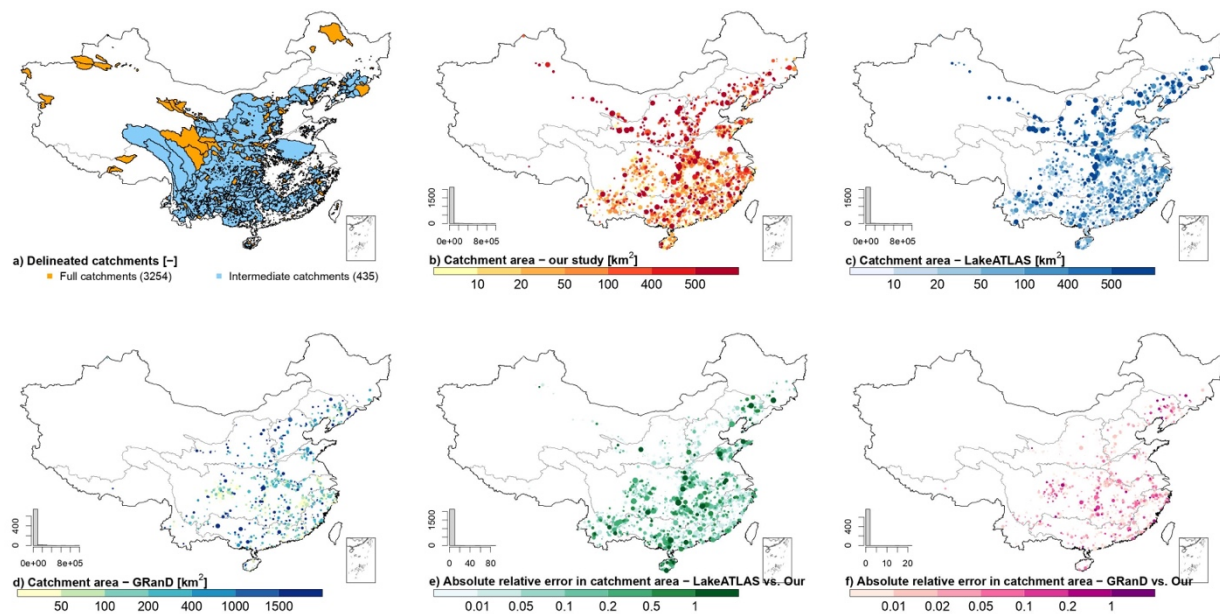 1500
0
0e+00 8e+05
1500
0
0e+00 8e+05
a) Delineated catchments [−]
Full catchments (3254) Intermediate catchments (435)
b) Catchment area − our study [km²]
10 20 50 100 400 500
c) Catchment area − LakeATLAS [km²]
10 20 50 100 400 500
400
0
0e+00 8e+05
1500
0
0 40 80
400
0
0 10 20
d) Catchment area − GRanD [km²]
50 100 200 400 1000 1500
e) Absolute relative error in catchment area − LakeATLAS vs. Our
0.01 0.05 0.1 0.2 0.5 1
f) Absolute relative error in catchment area − GRanD vs. Our
0.01 0.02 0.05 0.1 0.2 1